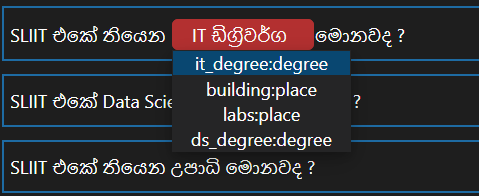 SLIIT එකේ තියෙන IT ඩිග්‍රිවර්ග මොනවද ?
it_degree:degree
building:place
SLIIT එකේ Data Scie ?
labs:place
ds_degree:degree
SLIIT එකේ තියෙන උපාධි මොනවද ?